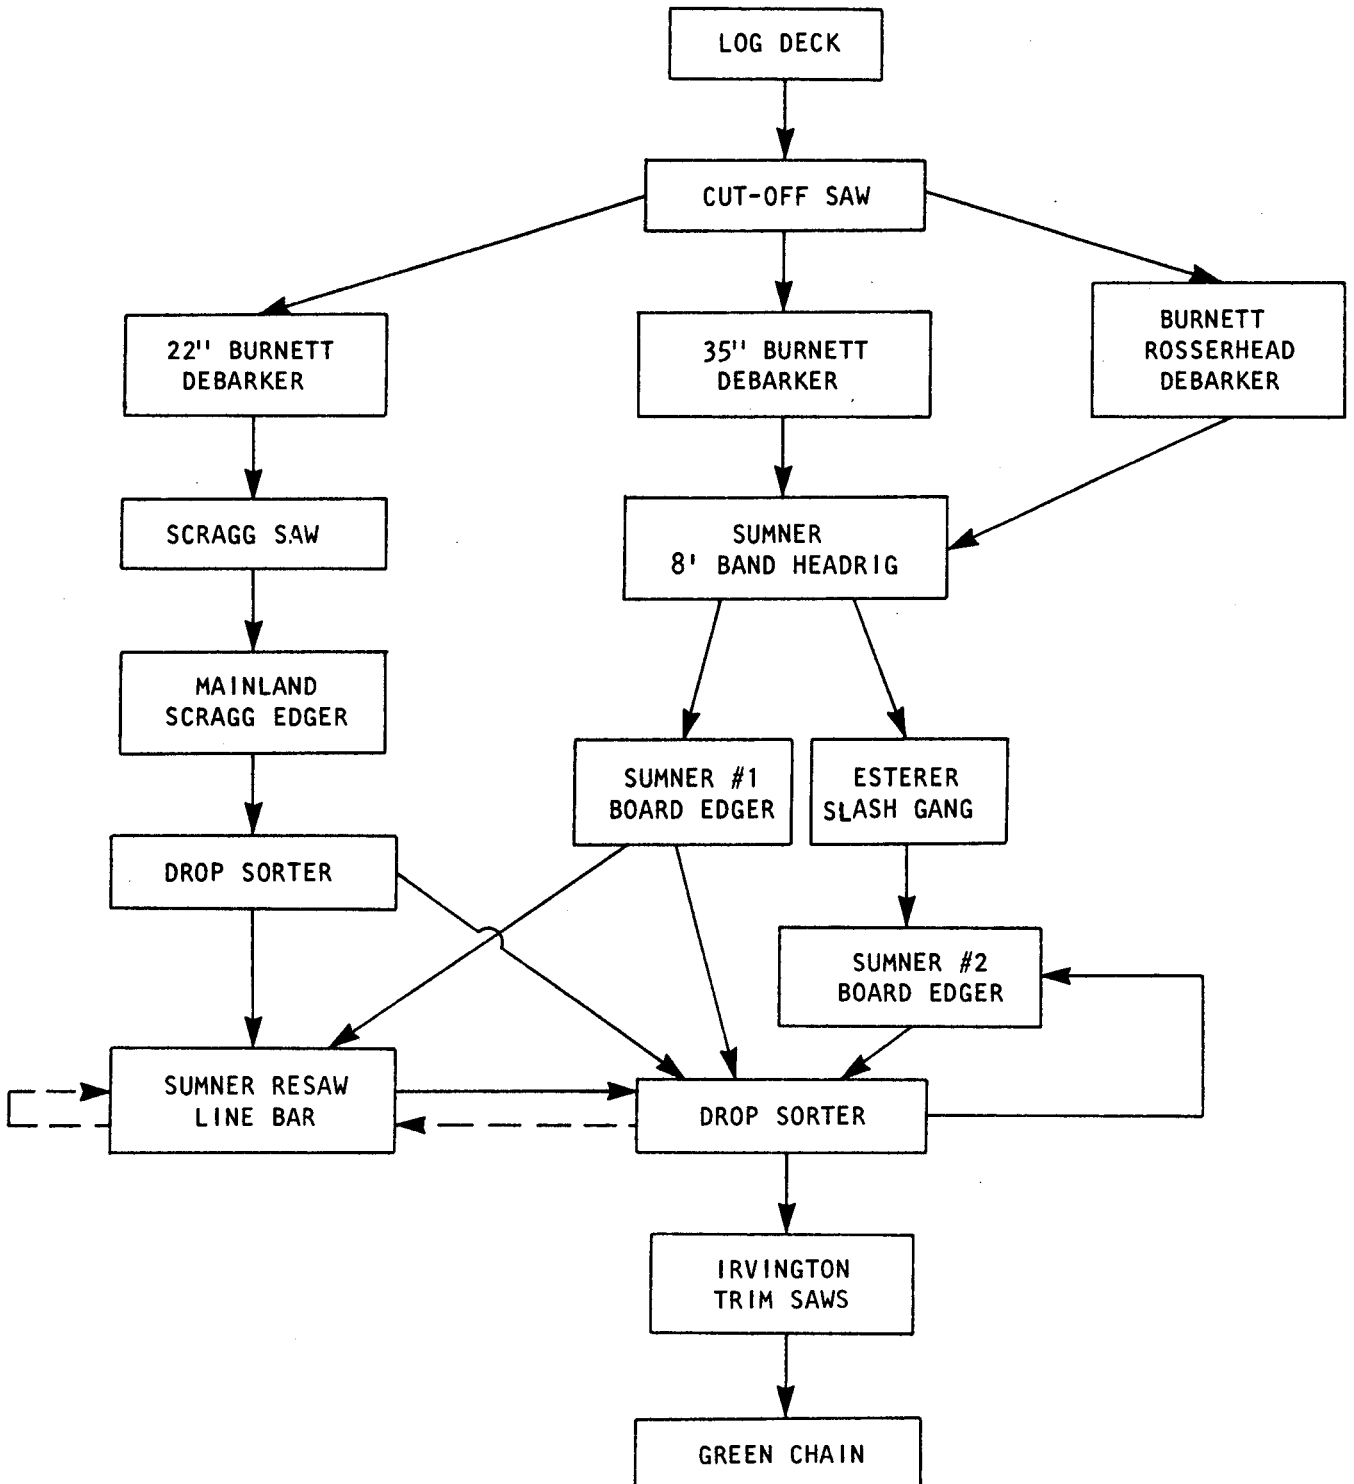 LOG DECK
CUT-OFF SAW
22" BURNETT
DEBARKER
35" BURNETT
DEBARKER
BURNETT
ROSSERHEAD
DEBARKER
SCRAGG SAW
SUMNER
8' BAND HEADRIG
MAINLAND
SCRAGG EDGER
SUMNER #1
BOARD EDGER
ESTERER
SLASH GANG
DROP SORTER
SUMNER #2
BOARD EDGER
SUMNER RESAW
LINE BAR
DROP SORTER
IRVINGTON
TRIM SAWS
GREEN CHAIN